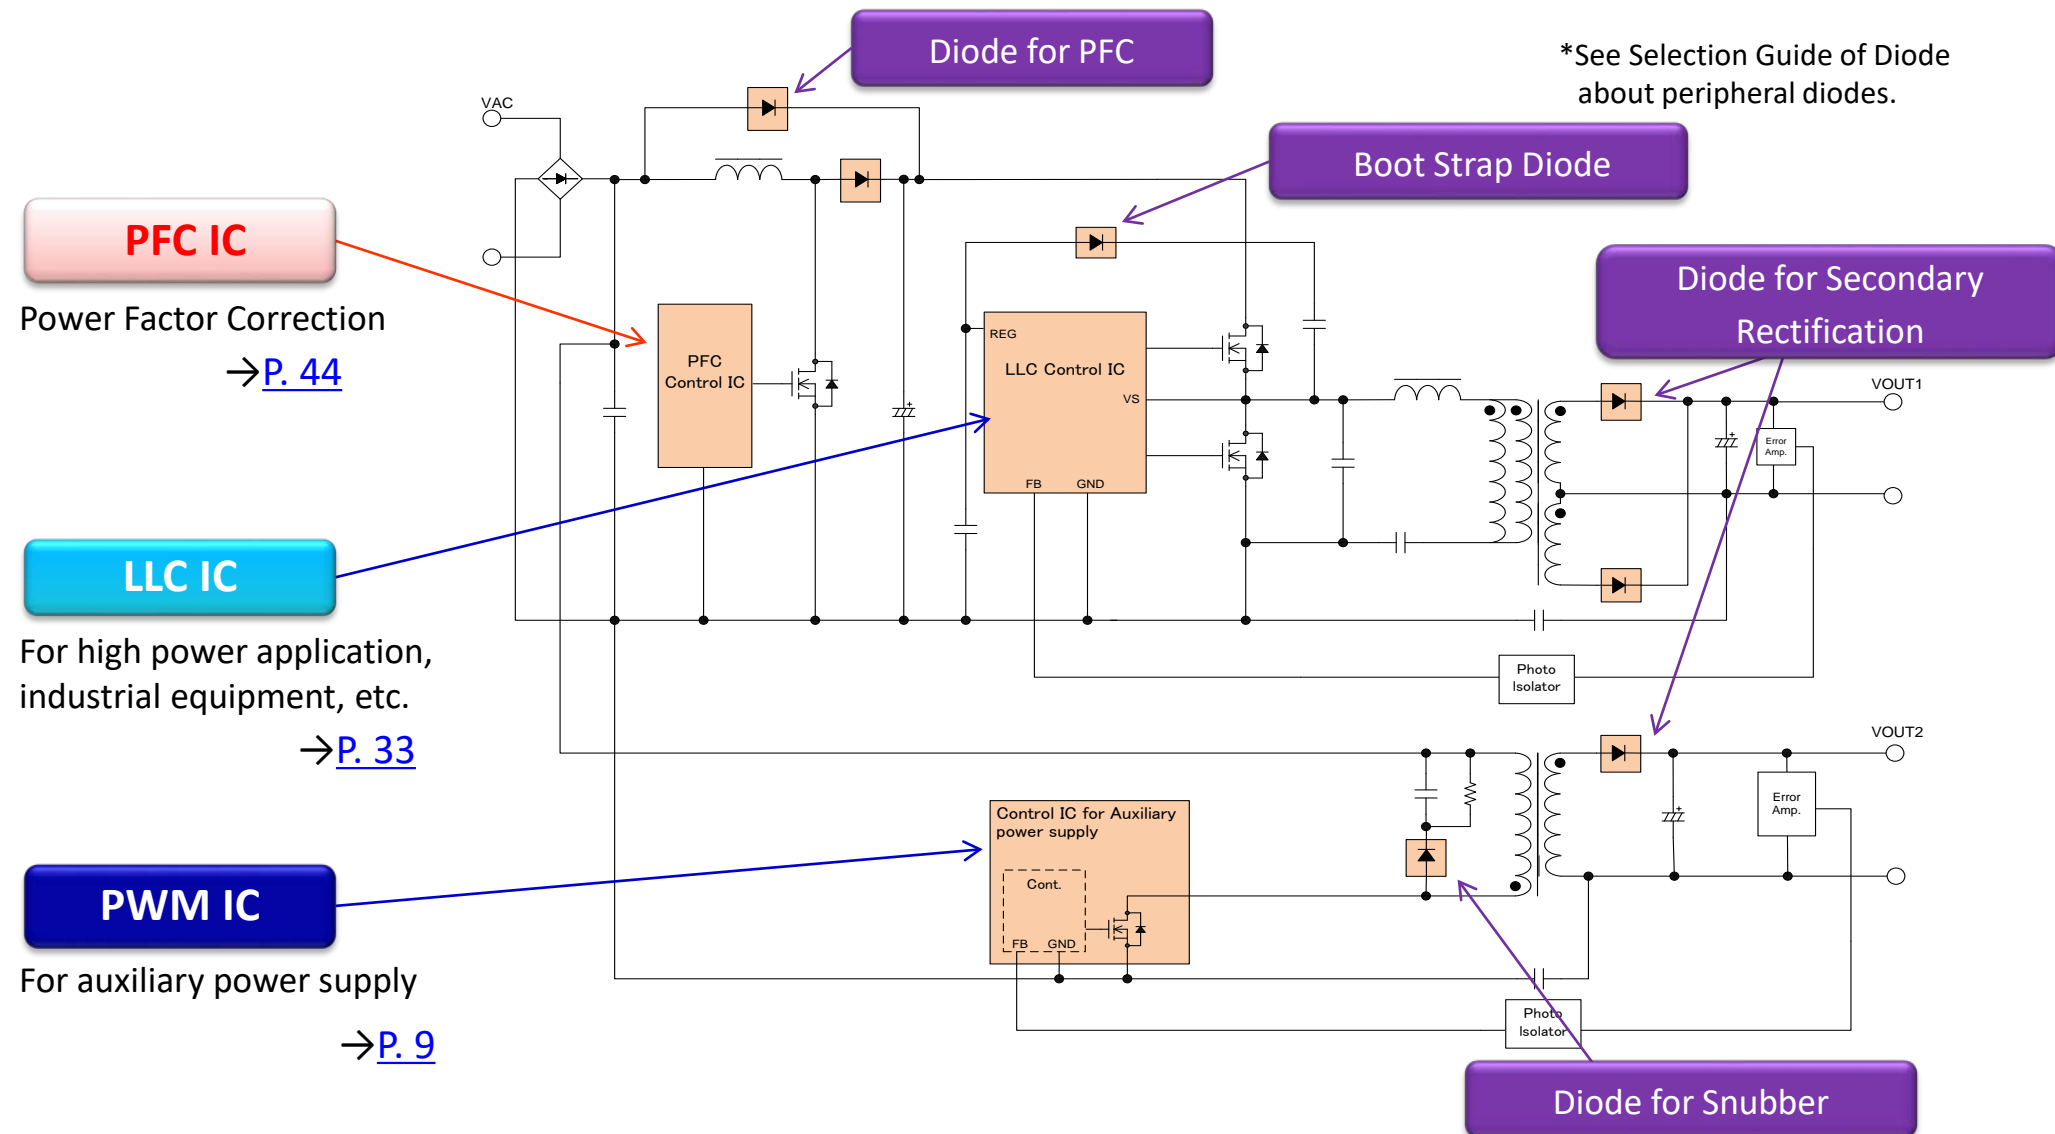 Diode for PFC
*See Selection Guide of Diode
about peripheral diodes.
VAC
Boot Strap Diode
PFC IC
Power Factor Correction
→P. 44
Diode for Secondary
Rectification
REG
LLC Control IC
VS
FB
GND
PFC
Control IC
VOUT1
+
+
Error
Amp.
LLC IC
For high power application,
industrial equipment, etc.
→P. 33
Photo
Isolator
VOUT2
+
Error
Amp.
Control IC for Auxiliary
power supply
Cont.
FB
GND
PWM IC
For auxiliary power supply
→P. 9
Photo
Isolator
Diode for Snubber